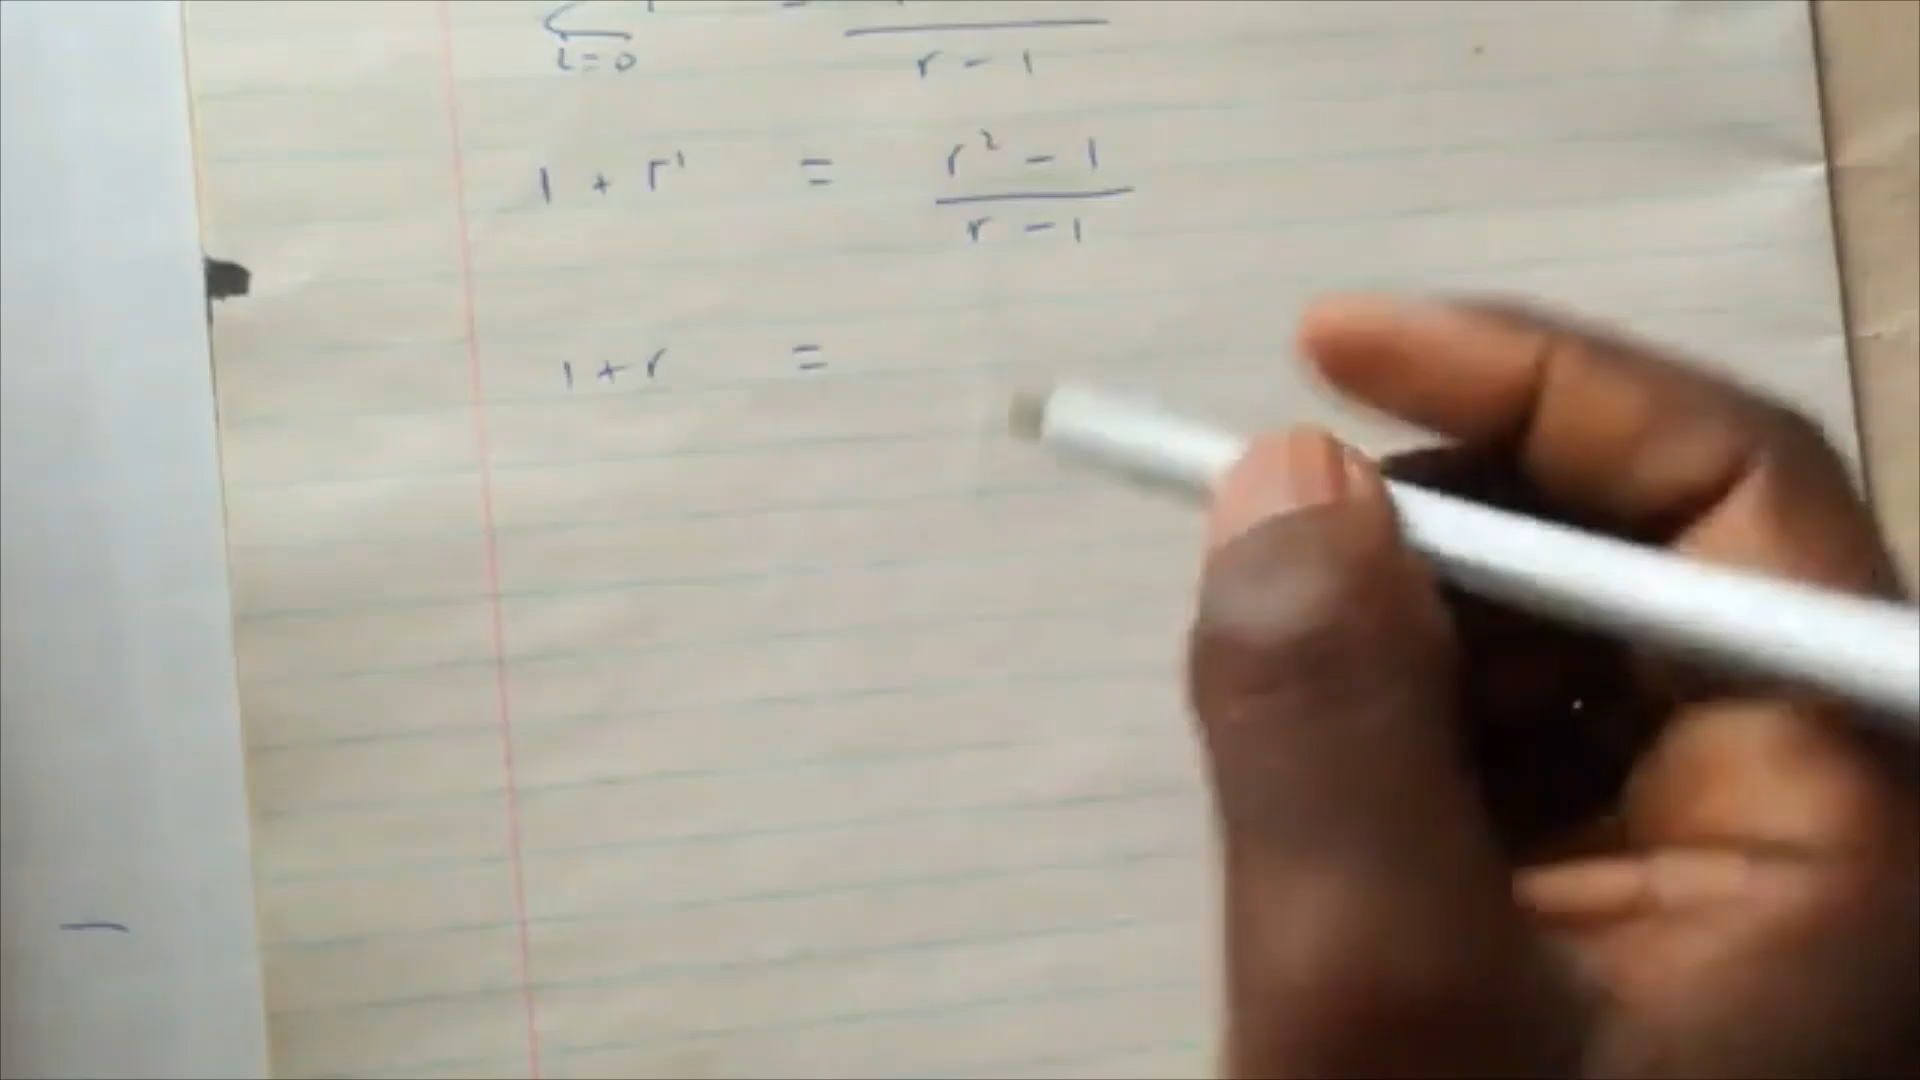 i=0 = r - 1
1 + r¹ = r² - 1 / r - 1
1 + r =